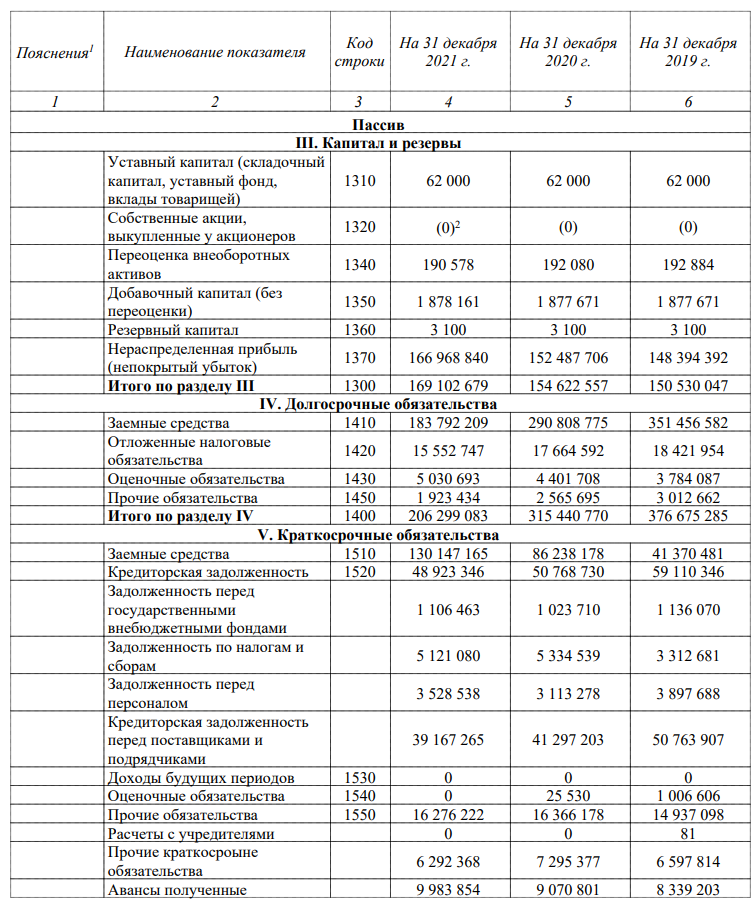 Пояснения1 Наименование показателя Код строки На 31 декабря 2021 г. На 31 декабря 2020 г. На 31 декабря 2019 г.
1 2 3 4 5 6
Пассив
III. Капитал и резервы
Уставный капитал (складочный
капитал, уставный фонд, 1310 62 000 62 000 62 000
вклады товарищей)
Собственные акции,
выкупленные у акционеров 1320 (0)2 (0) (0)
Переоценка внеоборотных
активов 1340 190 578 192 080 192 884
Добавочный капитал (без
переоценки) 1350 1 878 161 1 877 671 1 877 671
Резервный капитал 1360 3 100 3 100 3 100
Нераспределенная прибыль
(непокрытый убыток) 1370 166 968 840 152 487 706 148 394 392
Итого по разделу III 1300 169 102 679 154 622 557 150 530 047
IV. Долгосрочные обязательства
Заемные средства 1410 183 792 209 290 808 775 351 456 582
Отложенные налоговые
обязательства 1420 15 552 747 17 664 592 18 421 954
Оценочные обязательства 1430 5 030 693 4 401 708 3 784 087
Прочие обязательства 1450 1 923 434 2 565 695 3 012 662
Итого по разделу IV 1400 206 299 083 315 440 770 376 675 285
V. Краткосрочные обязательства
Заемные средства 1510 130 147 165 86 238 178 41 370 481
Кредиторская задолженность 1520 48 923 346 50 768 730 59 110 346
Задолженность перед
государственными 1 106 463 1 023 710 1 136 070
внебюджетными фондами
Задолженность по налогам и
сборам 5 121 080 5 334 539 3 312 681
Задолженность перед
персоналом 3 528 538 3 113 278 3 897 688
Кредиторская задолженность
перед поставщиками и 39 167 265 41 297 203 50 763 907
подрядчиками
Доходы будущих периодов 1530 0 0 0
Оценочные обязательства 1540 0 25 530 1 006 606
Прочие обязательства 1550 16 276 222 16 366 178 14 937 098
Расчеты с учредителями 0 0 81
Прочие краткосроыне
обязательства 6 292 368 7 295 377 6 597 814
Авансы полученные 9 983 854 9 070 801 8 339 203